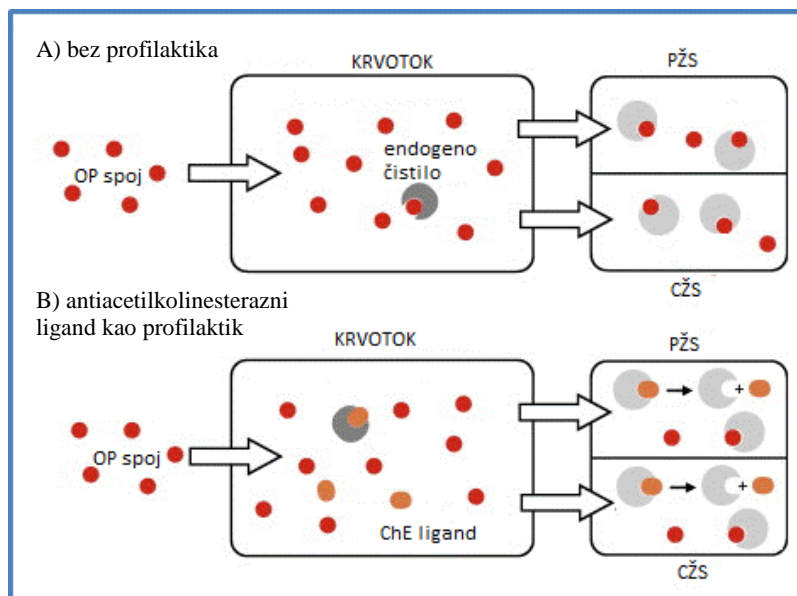 A) bez profilaktika
KRVOTOK
PŽS
OP spoj
endogeno
čistilo
CŽS
B) antiacetilkolinesterazni
ligand kao profilaktik
KRVOTOK
PŽS
+
OP spoj
ChE ligand
+
CŽS